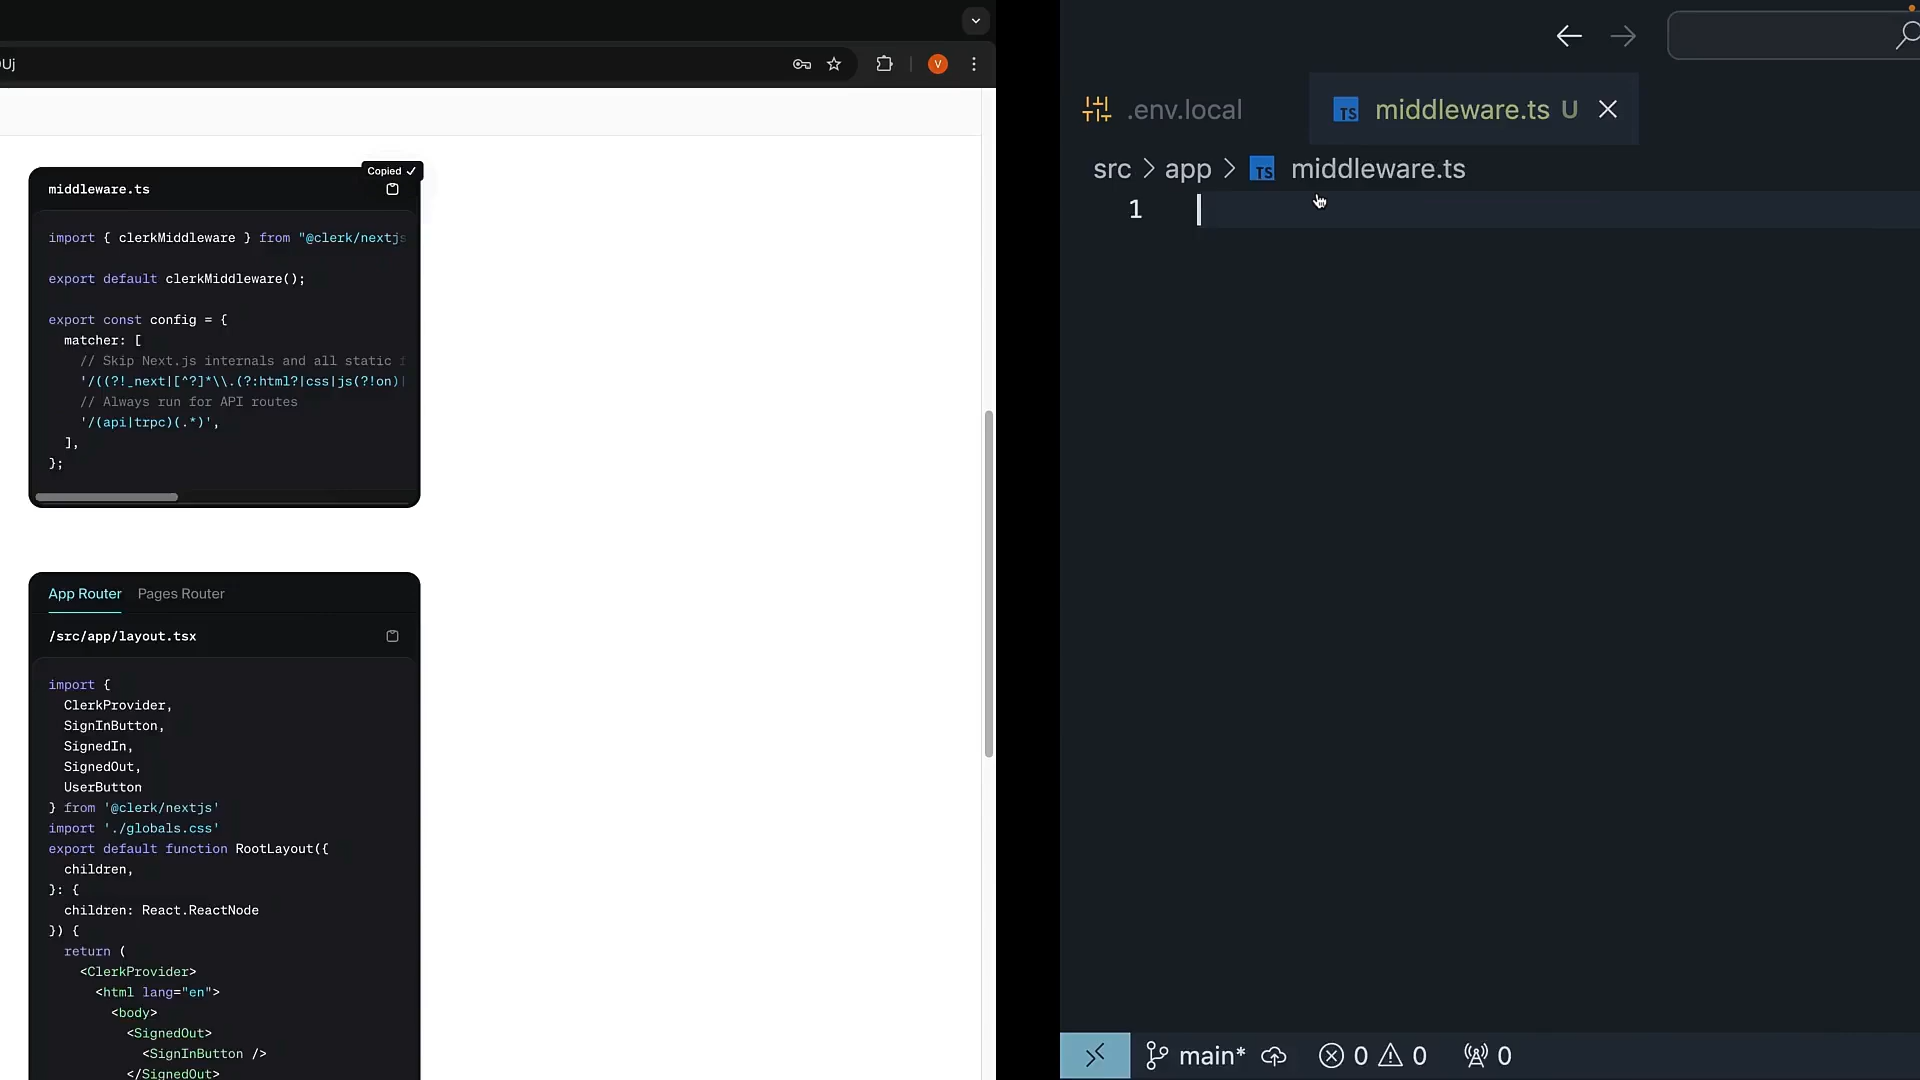 Uj
V
Copied ✓
middleware.ts
import { clerkMiddleware } from "@clerk/nextjs
export default clerkMiddleware();
export const config = {
matcher: [
// Skip Next.js internals and all static f
'/((?!_next|[^?]*\\.(?:html?|css|js(?!on)|
// Always run for API routes
'/(api|trpc)(.*)',
],
};
App Router Pages Router
/src/app/layout.tsx
import {
ClerkProvider,
SignInButton,
SignedIn,
SignedOut,
UserButton
} from '@clerk/nextjs'
import './globals.css'
export default function RootLayout({
children,
}: {
children: React.ReactNode
}) {
return (
<ClerkProvider>
<html lang="en">
<body>
<SignedOut>
<SignInButton />
</SignedOut>
.env.local
TS middleware.ts U
src > app > TS middleware.ts
1
main* 0 0 0